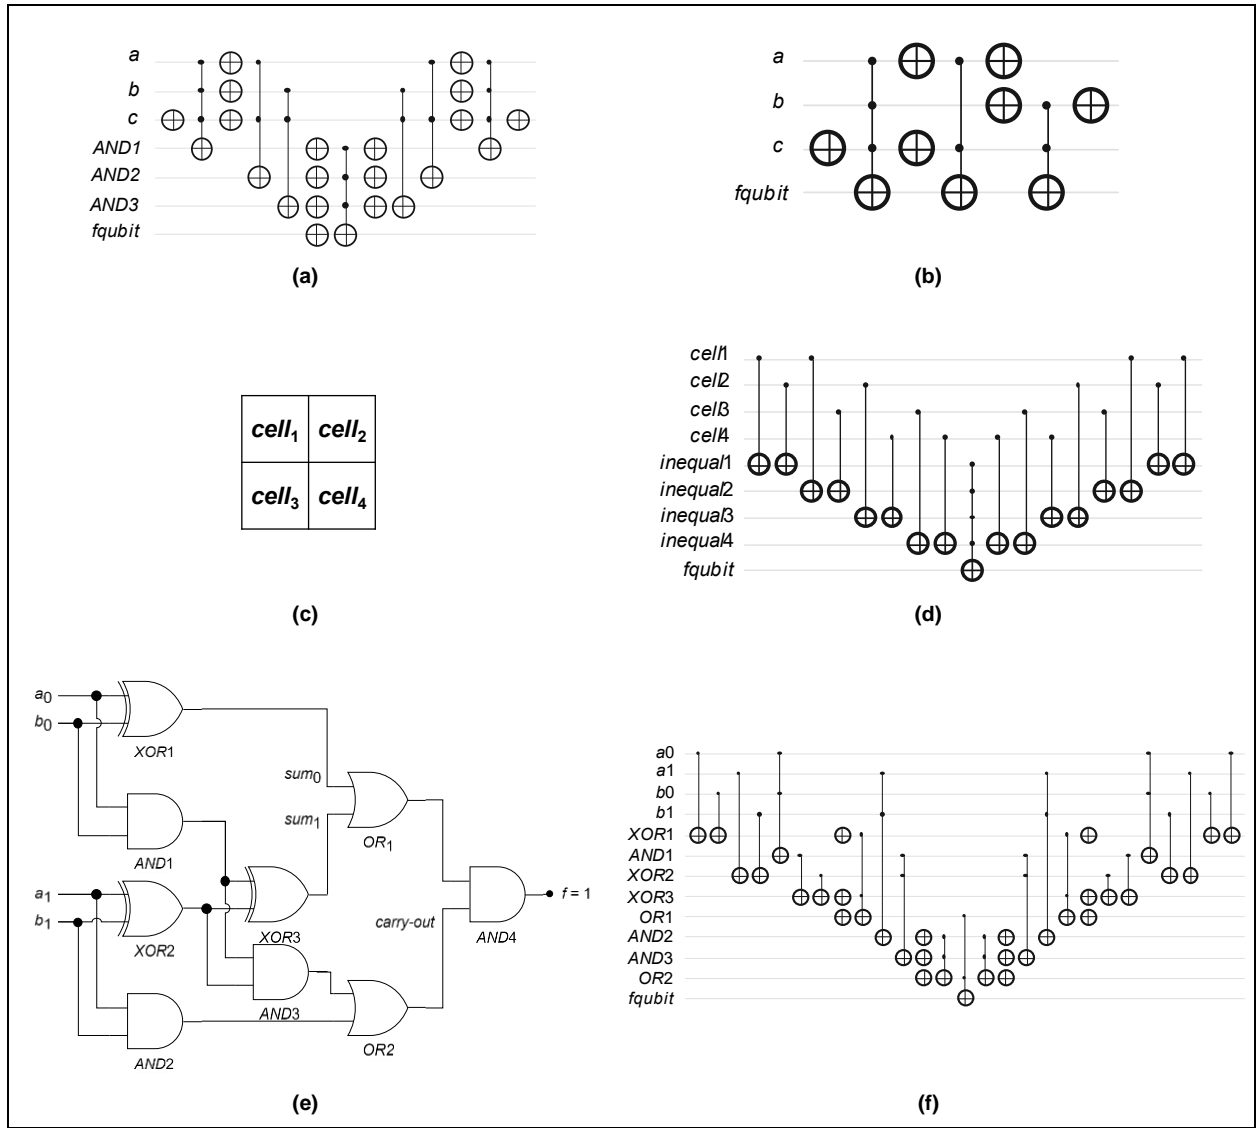 a
b
c
AND1
AND2
AND3
fqubit
(a)
a
b
c
fqubit
(b)
cell1 cell2
cell3 cell4
(c)
cell1
cell2
cell3
cell4
inequal1
inequal2
inequal3
inequal4
fqubit
(d)
a0
b0
XOR1
sum0
sum1
OR1
AND1
a1
b1
XOR2
XOR3
carry-out
AND4
f = 1
AND3
AND2
OR2
(e)
a0
a1
b0
b1
XOR1
AND1
XOR2
XOR3
OR1
AND2
AND3
OR2
fqubit
(f)